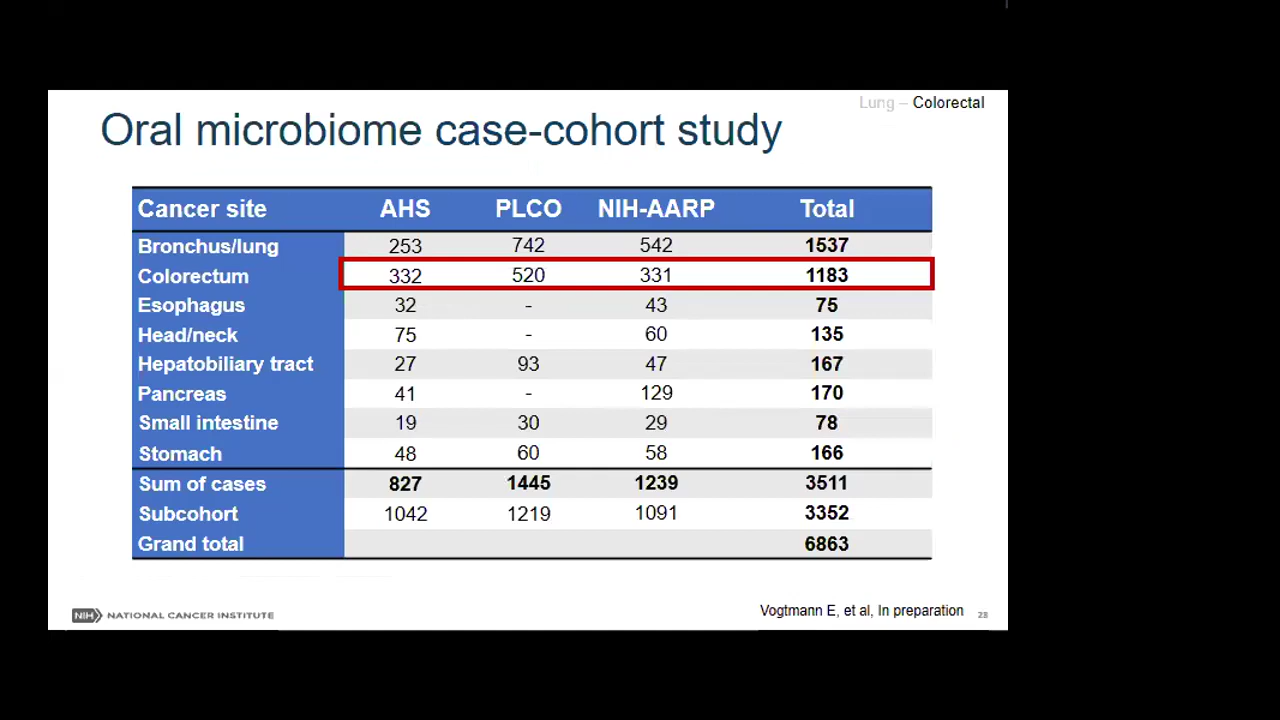 Lung – Colorectal
Oral microbiome case-cohort study
Cancer site AHS PLCO NIH-AARP Total
Bronchus/lung 253 742 542 1537
Colorectum 332 520 331 1183
Esophagus 32 - 43 75
Head/neck 75 - 60 135
Hepatobiliary tract 27 93 47 167
Pancreas 41 - 129 170
Small intestine 19 30 29 78
Stomach 48 60 58 166
Sum of cases 827 1445 1239 3511
Subcohort 1042 1219 1091 3352
Grand total 6863
NIH NATIONAL CANCER INSTITUTE
Vogtmann E, et al, In preparation 28